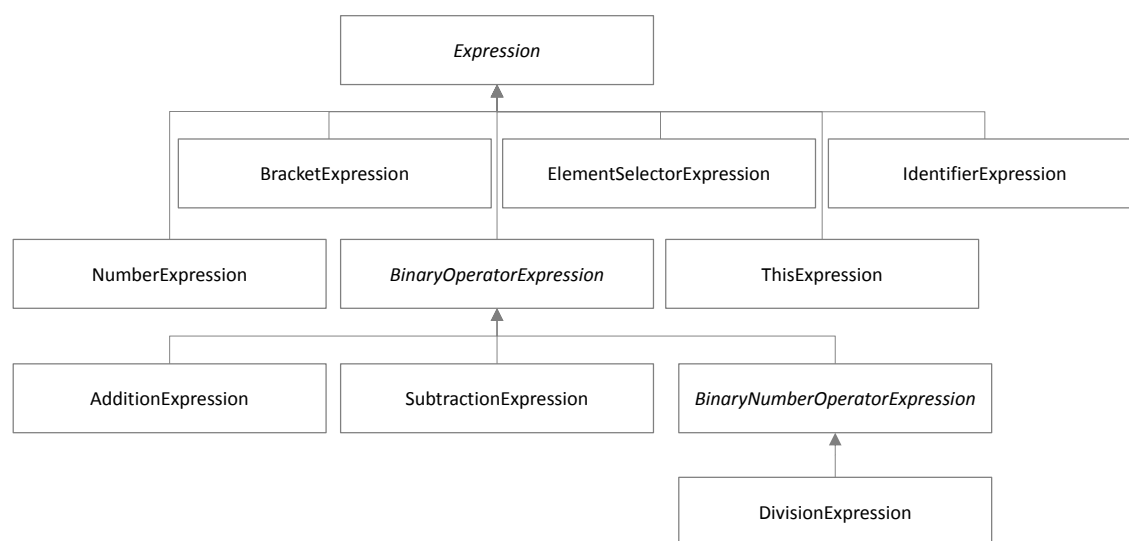 Expression
BracketExpression
ElementSelectorExpression
IdentifierExpression
NumberExpression
BinaryOperatorExpression
ThisExpression
AdditionExpression
SubtractionExpression
BinaryNumberOperatorExpression
DivisionExpression